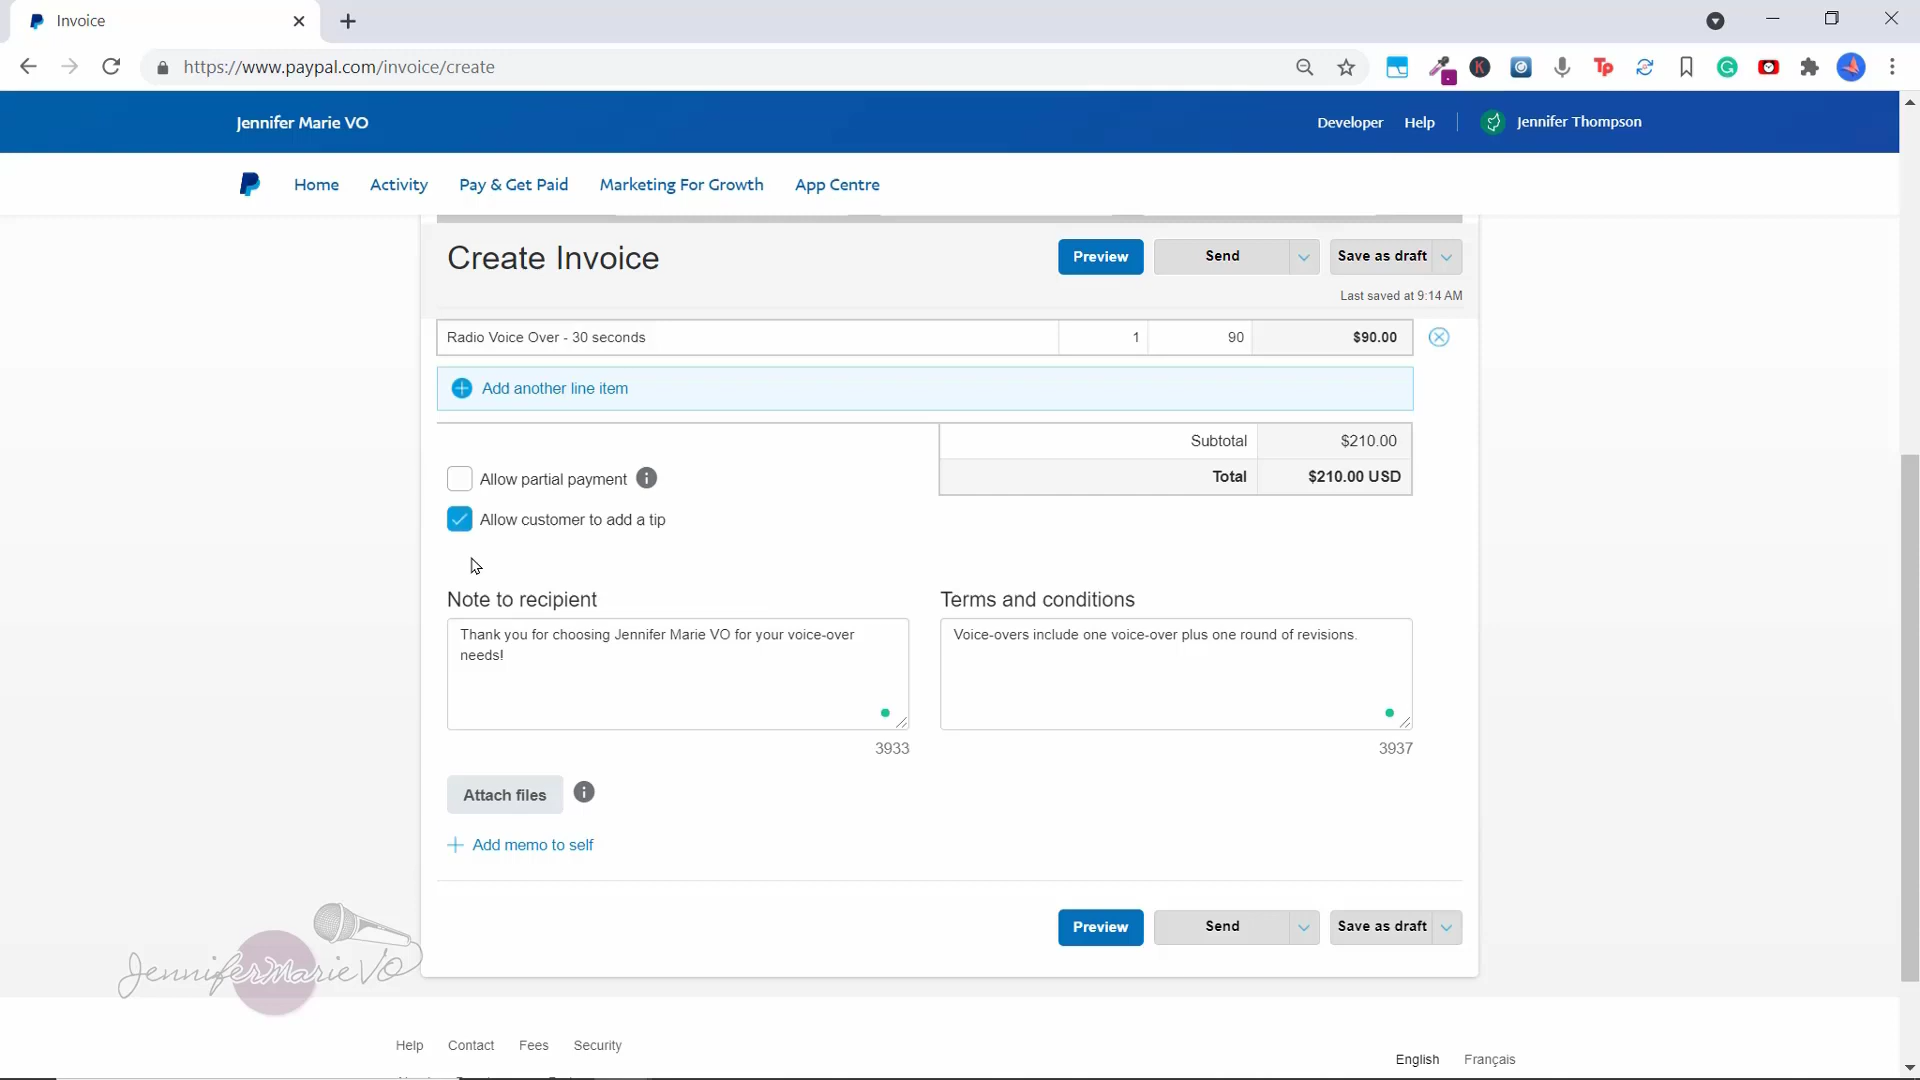 Invoice
https://www.paypal.com/invoice/create
Jennifer Marie VO
Developer Help Jennifer Thompson
Home Activity Pay & Get Paid Marketing For Growth App Centre
Create Invoice Preview Send Save as draft
Last saved at 9:14 AM
Radio Voice Over - 30 seconds 1 90 $90.00
Add another line item
Subtotal $210.00
Total $210.00 USD
Allow partial payment
Allow customer to add a tip
Note to recipient
Thank you for choosing Jennifer Marie VO for your voice-over
needs!
3933
Terms and conditions
Voice-overs include one voice-over plus one round of revisions.
3937
Attach files
Add memo to self
Preview Send Save as draft
JenniferMarieVO
Help Contact Fees Security
English Français